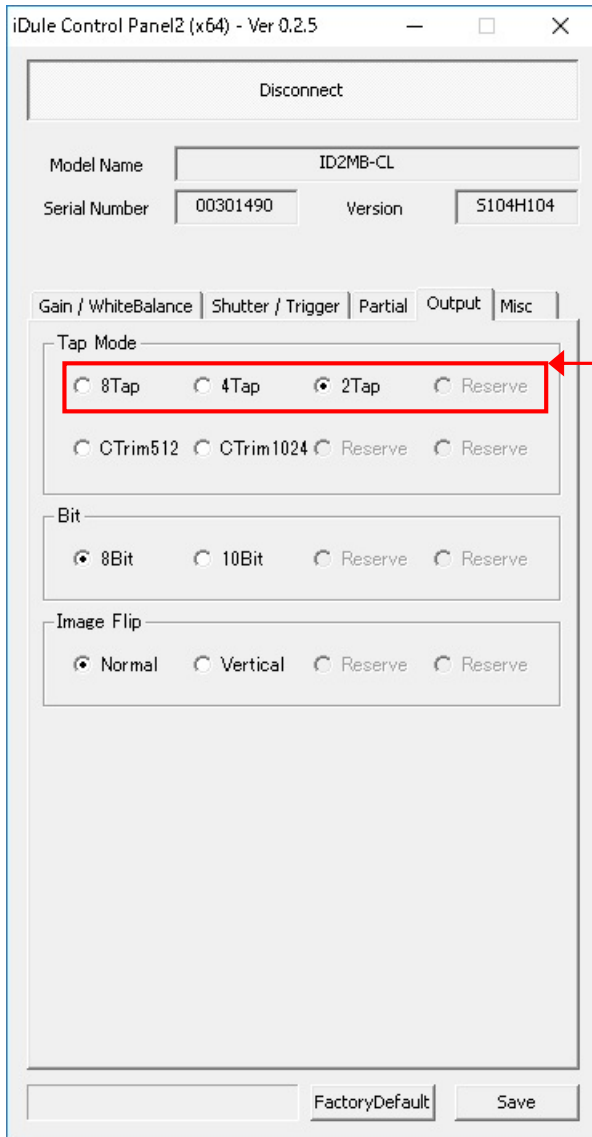 iDule Control Panel2 (x64) - Ver 0.2.5
Disconnect
Model Name ID2MB-CL
Serial Number 00301490 Version S104H104
Gain / WhiteBalance Shutter / Trigger Partial Output Misc
Tap Mode
8Tap 4Tap 2Tap Reserve
CTrim512 CTrim1024 Reserve Reserve
Bit
8Bit 10Bit Reserve Reserve
Image Flip
Normal Vertical Reserve Reserve
FactoryDefault Save